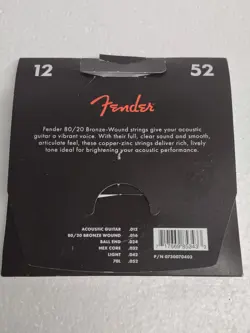 12 52
Fender
Fender 80/20 Bronze-Wound strings give your acoustic
guitar a vibrant voice. With their full, clear sound and smooth,
articulate feel, these copper-zinc strings deliver rich, lively
tone ideal for brightening your acoustic performance.
ACOUSTIC GUITAR .012
80/20 BRONZE WOUND .016
BALL END .024
HEX CORE .032
LIGHT .042
70L .052
P/N 0730070403